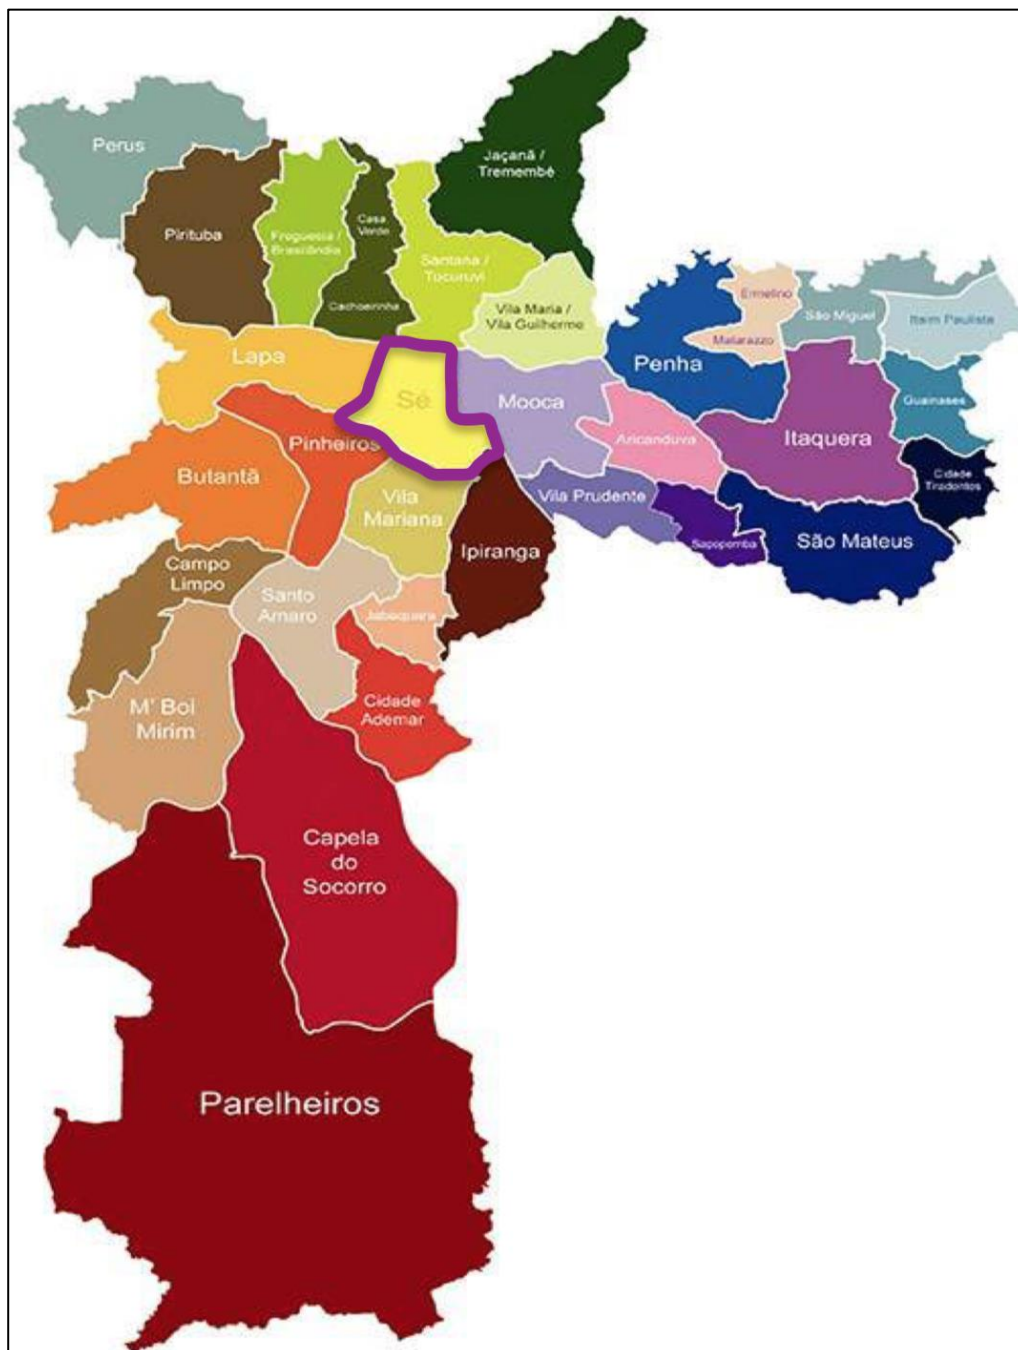 Perus
Jaçanã /
Tremembé
Pirituba
Freguesia /
Brasilândia
Casa
Verde
Cachoeirinha
Santana /
Tucuruvi
Vila Maria /
Vila Guilherme
Ermelino
Matarazzo
São Miguel
Itaim Paulista
Lapa
Sé
Mooca
Penha
Guaianases
Pinheiros
Aricanduva
Itaquera
Butantã
Vila
Mariana
Vila Prudente
Cidade
Tiradentes
Ipiranga
Sapopemba
São Mateus
Campo
Limpo
Santo
Amaro
Jabaquara
M' Boi
Mirim
Cidade
Ademar
Capela
do
Socorro
Parelheiros